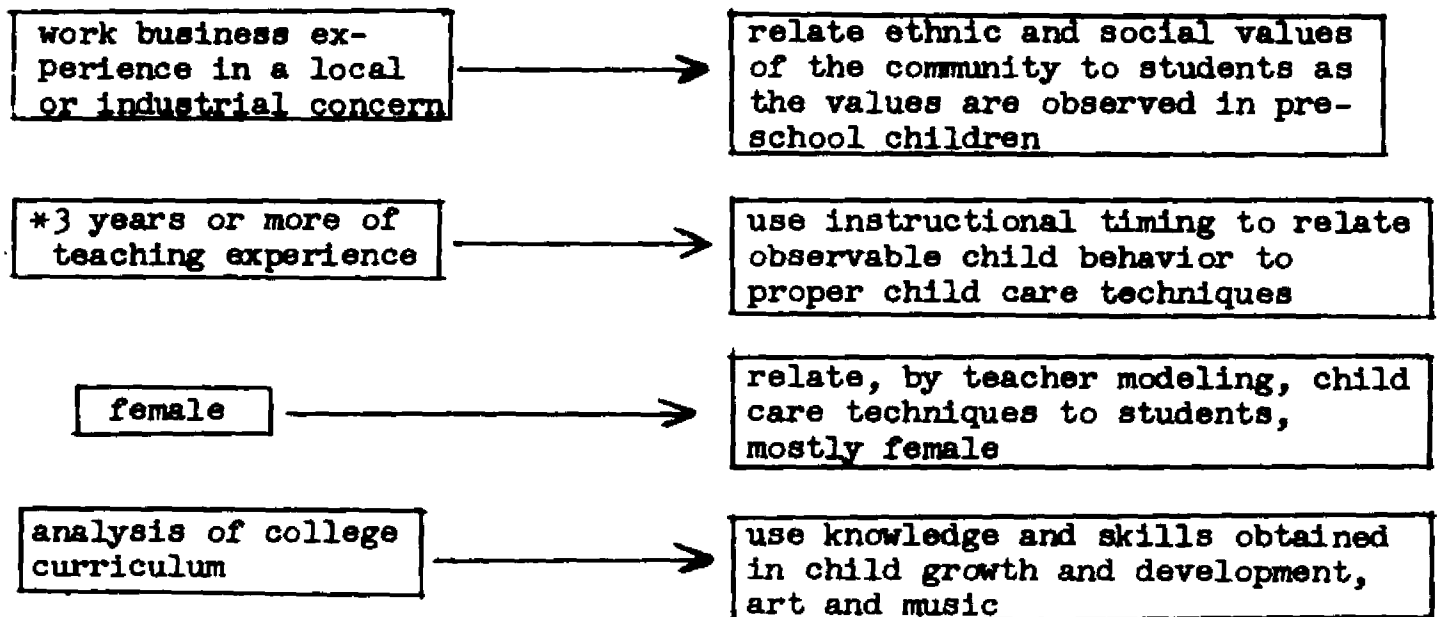 work business ex-
perience in a local
or industrial concern
relate ethnic and social values
of the community to students as
the values are observed in pre-
school children
*3 years or more of
teaching experience
use instructional timing to relate
observable child behavior to
proper child care techniques
female
relate, by teacher modeling, child
care techniques to students,
mostly female
analysis of college
curriculum
use knowledge and skills obtained
in child growth and development,
art and music